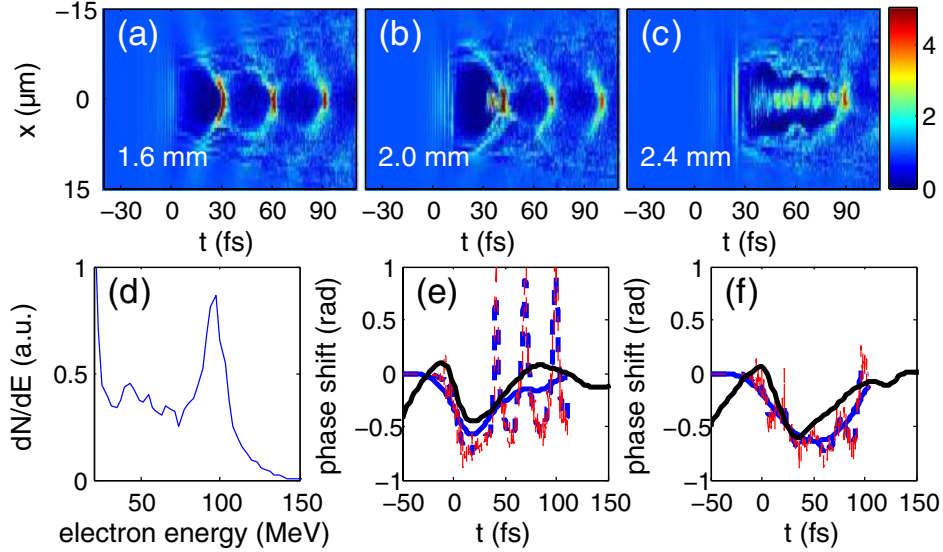 (a) (b) (c)
1.6 mm 2.0 mm 2.4 mm
−15
0
15
x (μm)
−30 0 30 60 90
−30 0 30 60 90
−30 0 30 60 90
t (fs) t (fs) t (fs)
4
2
0
(d) (e) (f)
1
0.5
0
dN/dE (a.u.)
50 100 150
electron energy (MeV)
1
0.5
0
−0.5
−1
phase shift (rad)
−50 0 50 100 150
t (fs)
1
0.5
0
−0.5
−1
phase shift (rad)
−50 0 50 100 150
t (fs)